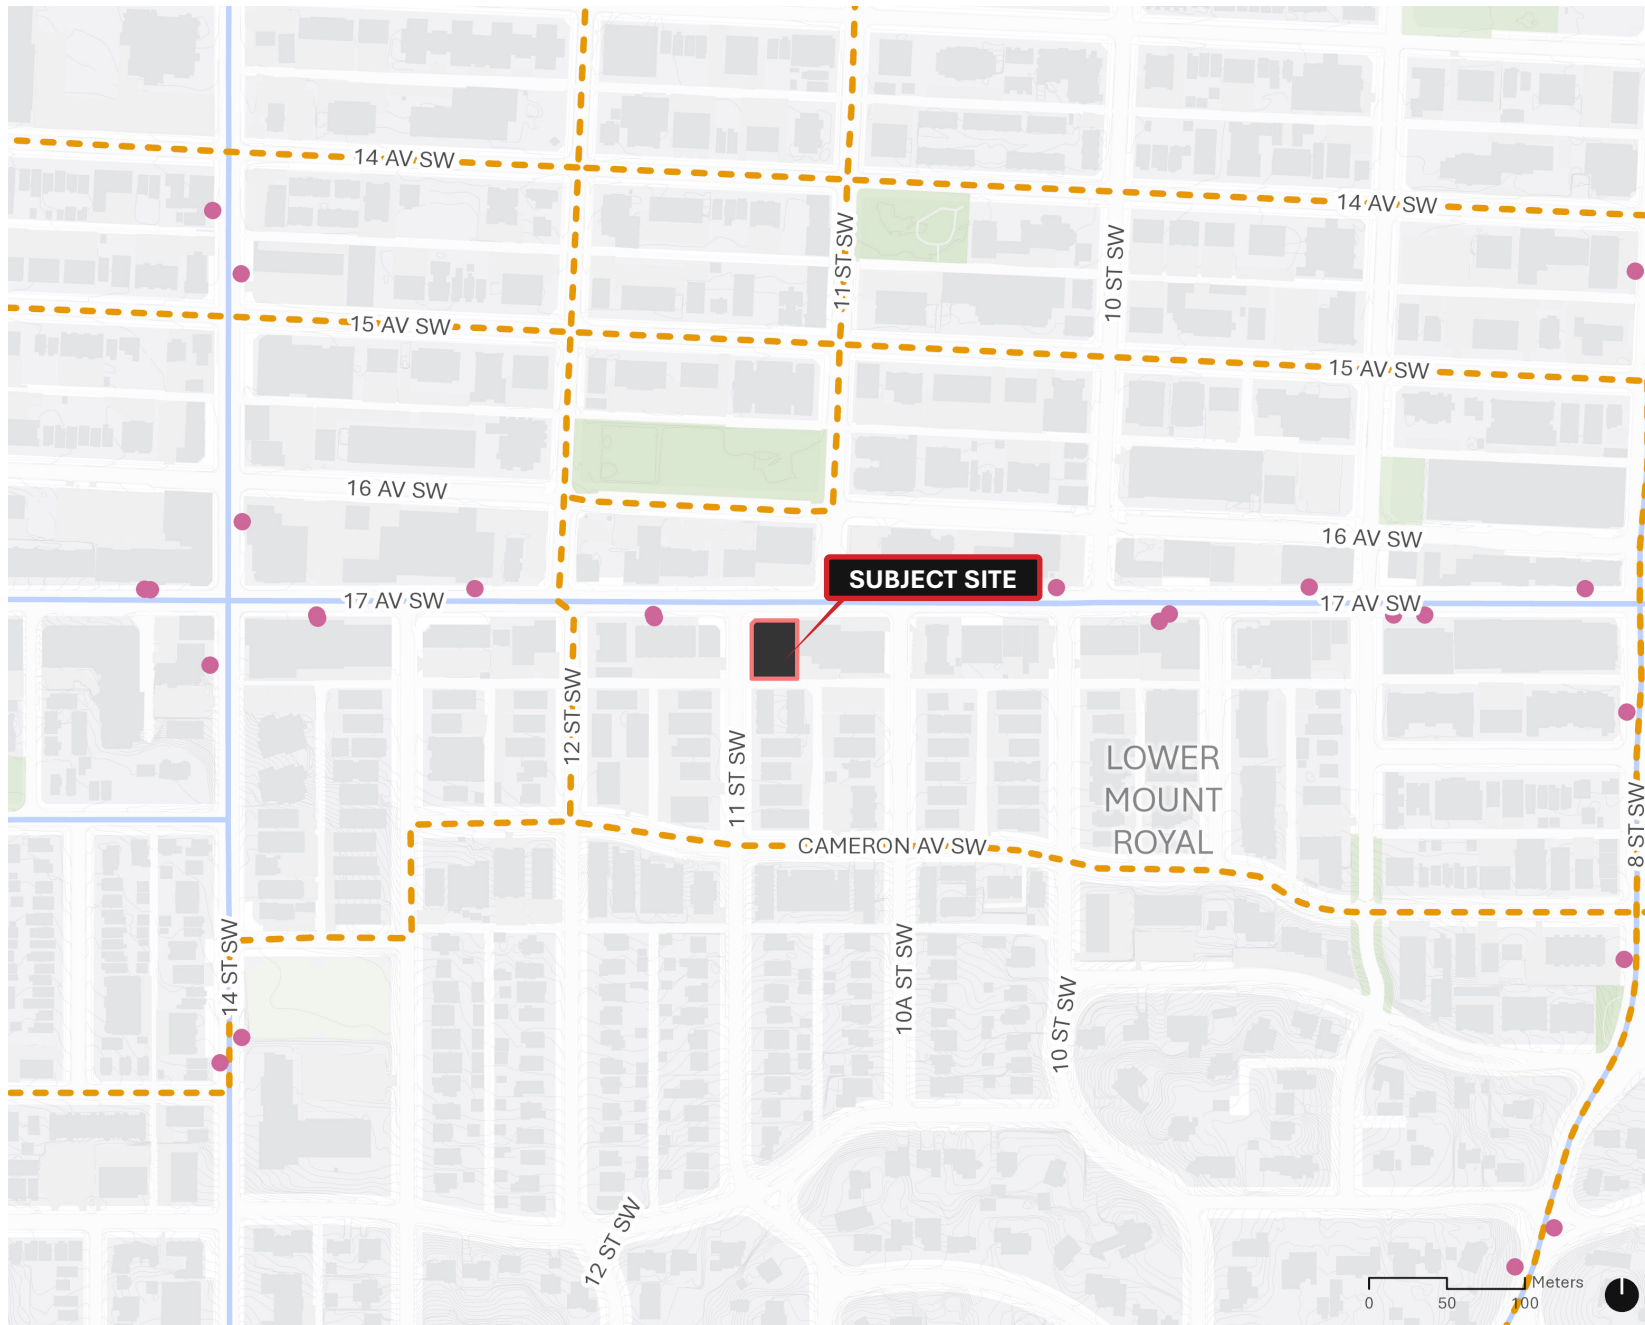 14 AV SW
14 AV SW
11 ST SW
10 ST SW
15 AV SW
15 AV SW
16 AV SW
16 AV SW
SUBJECT SITE
17 AV SW
17 AV SW
12 ST SW
11 ST SW
LOWER
MOUNT
ROYAL
8 ST SW
CAMERON AV SW
14 ST SW
10A ST SW
10 ST SW
12 ST SW
Meters
0 50 100